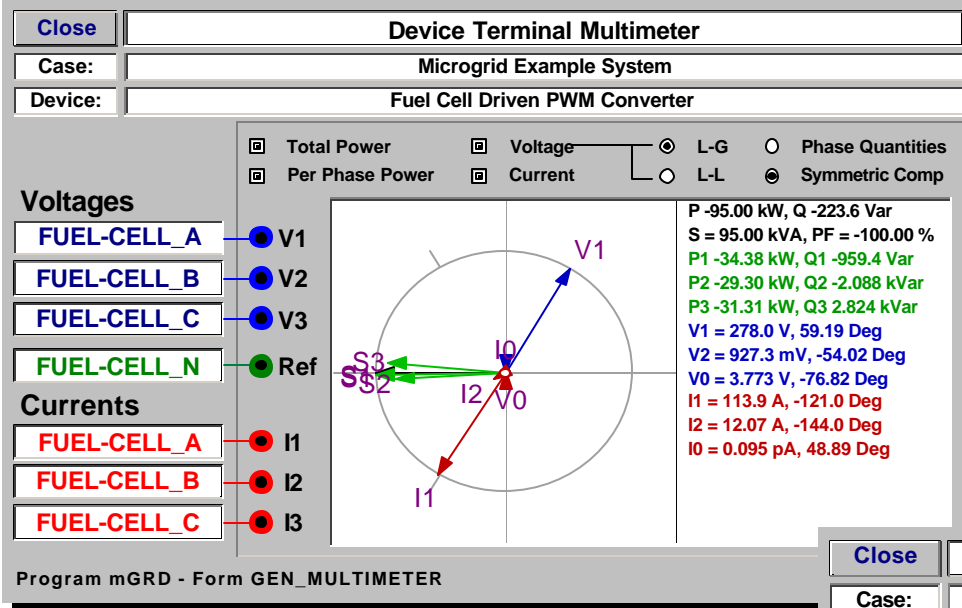 Close
Device Terminal Multimeter
Case:
Microgrid Example System
Device:
Fuel Cell Driven PWM Converter
Total Power
Voltage
L-G
Phase Quantities
Per Phase Power
Current
L-L
Symmetric Comp
Voltages
FUEL-CELL_A
V1
FUEL-CELL_B
V2
FUEL-CELL_C
V3
FUEL-CELL_N
Ref
Currents
FUEL-CELL_A
I1
FUEL-CELL_B
I2
FUEL-CELL_C
I3
V1
I0
S3
S1
S2
I2
V0
I1
P -95.00 kW, Q -223.6 Var
S = 95.00 kVA, PF = -100.00 %
P1 -34.38 kW, Q1 -959.4 Var
P2 -29.30 kW, Q2 -2.088 kVar
P3 -31.31 kW, Q3 2.824 kVar
V1 = 278.0 V, 59.19 Deg
V2 = 927.3 mV, -54.02 Deg
V0 = 3.773 V, -76.82 Deg
I1 = 113.9 A, -121.0 Deg
I2 = 12.07 A, -144.0 Deg
I0 = 0.095 pA, 48.89 Deg
Program mGRD - Form GEN_MULTIMETER
Close
Case: